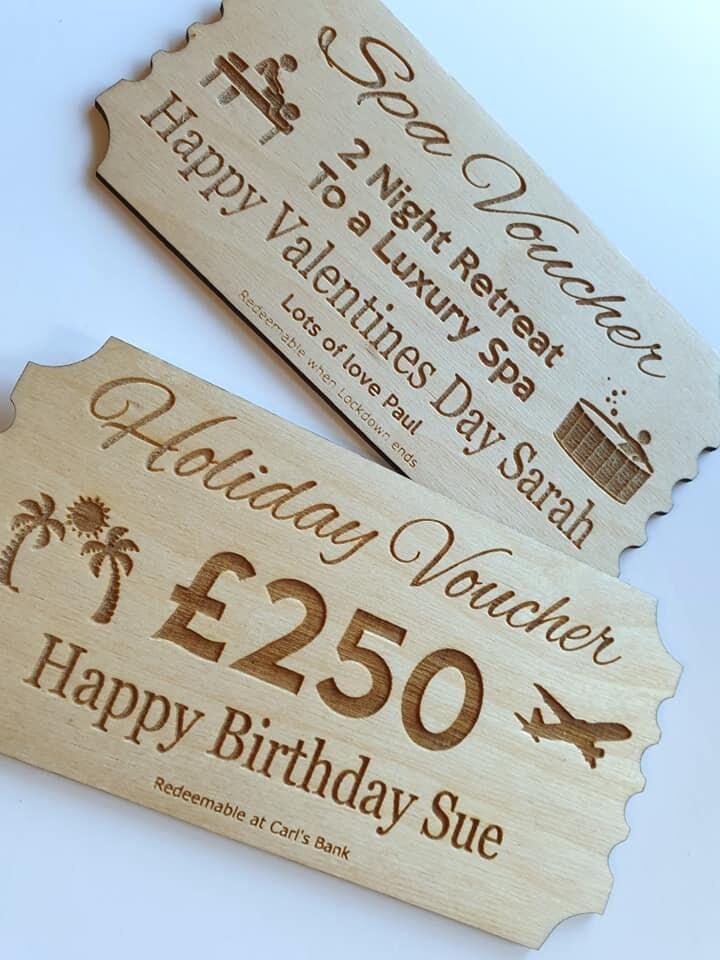 Spa Voucher
2 Night Retreat
To a Luxury Spa
Happy Valentines Day Sarah
Lots of love Paul
Redeemable when Lockdown ends
Holiday Voucher
£250
Happy Birthday Sue
Redeemable at Carl's Bank